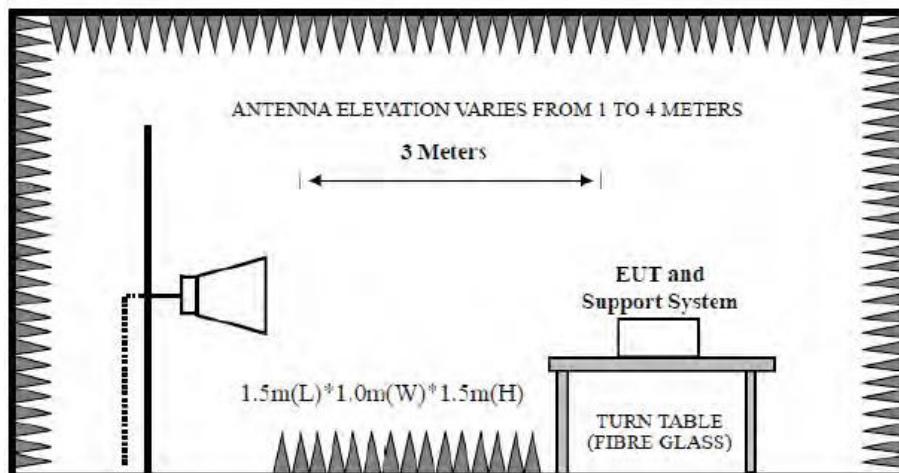 ANTENNA ELEVATION VARIES FROM 1 TO 4 METERS
3 Meters
EUT and
Support System
1.5m(L)*1.0m(W)*1.5m(H)
TURN TABLE
(FIBRE GLASS)